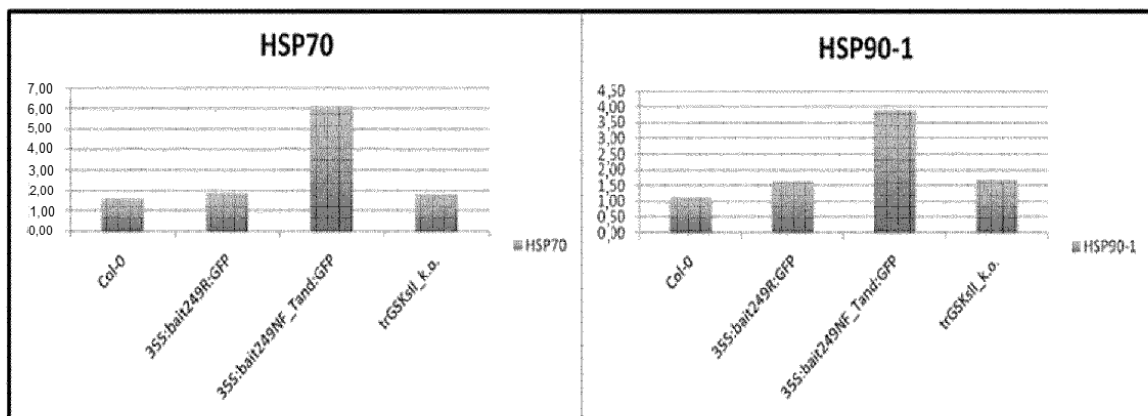 HSP70
7,00
6,00
5,00
4,00
3,00
2,00
1,00
0,00
Col-0
35S:bait249R:GFP
35S:bait249NF_Tand:GFP
trGSKsII_k.o.
HSP70
HSP90-1
4,50
4,00
3,50
3,00
2,50
2,00
1,50
1,00
0,50
0,00
Col-0
35S:bait249R:GFP
35S:bait249NF_Tand:GFP
trGSKsII_k.o.
HSP90-1